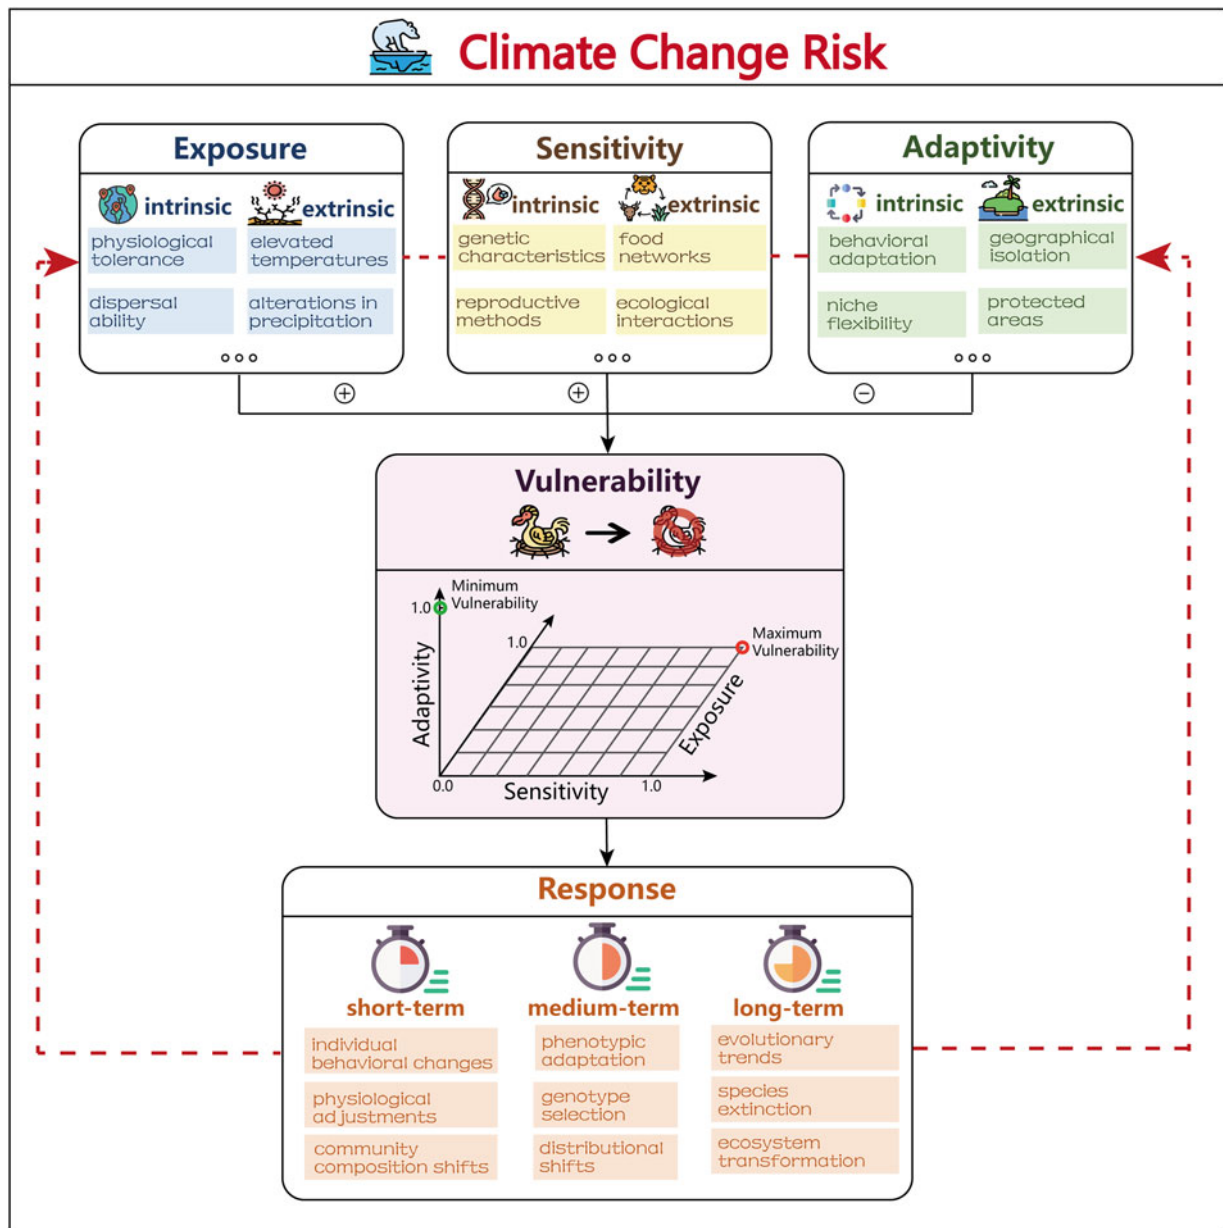 Climate Change Risk
Exposure
intrinsic
extrinsic
physiological
tolerance
elevated
temperatures
dispersal
ability
alterations in
precipitation
Sensitivity
intrinsic
extrinsic
genetic
characteristics
food
networks
reproductive
methods
ecological
interactions
Adaptivity
intrinsic
extrinsic
behavioral
adaptation
geographical
isolation
niche
flexibility
protected
areas
+
+
−
Vulnerability
Minimum
Vulnerability
1.0
1.0
Maximum
Vulnerability
Adaptivity
Exposure
0.0
Sensitivity
1.0
Response
short-term
medium-term
long-term
individual
behavioral changes
phenotypic
adaptation
evolutionary
trends
physiological
adjustments
genotype
selection
species
extinction
community
composition shifts
distributional
shifts
ecosystem
transformation